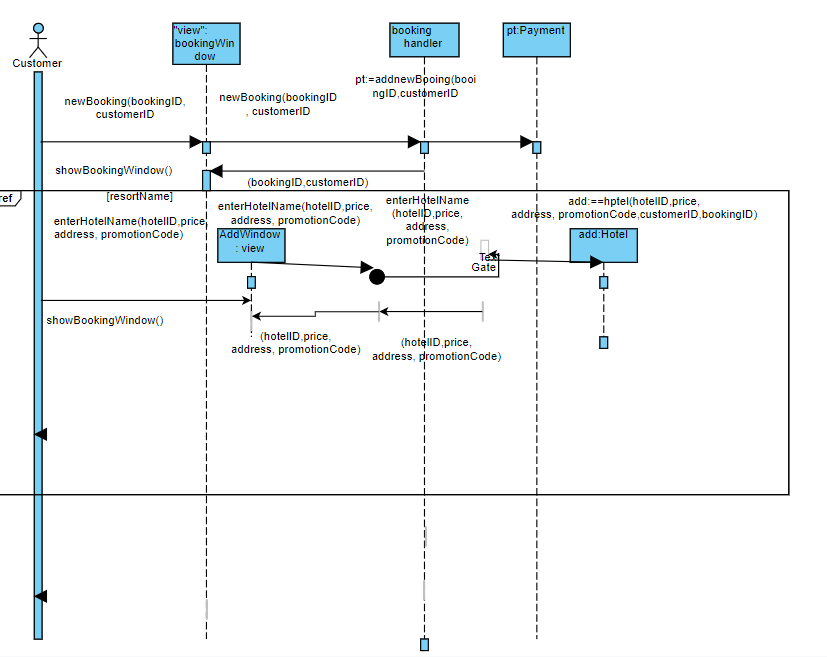 "view":
bookingWin
dow
booking
handler
pt:Payment
Customer
pt:=addnewBooing(booi
ngID,customerID
newBooking(bookingID,
customerID
newBooking(bookingID
, customerID
showBookingWindow()
(bookingID,customerID)
ref
[resortName]
enterHotelName(hotelID,price,
address, promotionCode)
enterHotelName(hotelID,price,
address, promotionCode)
enterHotelName
(hotelID,price,
address,
promotionCode)
add:==hptel(hotelID,price,
address, promotionCode,customerID,bookingID)
AddWindow
: view
add:Hotel
Text
Gate
showBookingWindow()
(hotelID,price,
address, promotionCode)
(hotelID,price,
address, promotionCode)